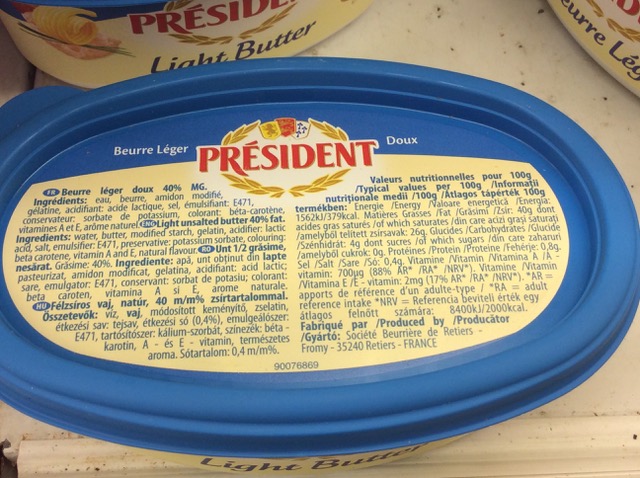 PRÉSIDENT
Light Butter
Beurre Lég
Beurre Léger
PRÉSIDENT
Doux
FR Beurre léger doux 40% MG.
Ingrédients: eau, beurre, amidon modifié,
gélatine, acidifiant: acide lactique, sel, émulsifiant: E471,
conservateur: sorbate de potassium, colorant: bêta-carotène,
vitamines A et E, arôme naturel. ENG Light unsalted butter 40% fat.
Ingredients: water, butter, modified starch, gelatin, acidifier: lactic
acid, salt, emulsifier: E471, preservative: potassium sorbate, colouring:
beta carotene, vitamin A and E, natural flavour. RO Unt 1/2 grăsime,
nesărat. Grăsime: 40%. Ingrediente: apă, unt obținut din lapte
pasteurizat, amidon modificat, gelatina, acidifiant: acid lactic;
sare, emulgator: E471, conservant: sorbat de potasiu; colorant:
beta caroten, vitamina A si E, arome naturale.
HU Félzsíros vaj, natúr, 40 m/m% zsírtartalommal.
Összetevők: víz, vaj, módosított keményítő, zselatin,
étkezési sav: tejsav, étkezési só (0,4%), emulgeálószer:
E471, tartósítószer: kálium-szorbát, színezék: béta -
karotin, A - és E - vitamin, természetes
aroma. Sótartalom: 0,4 m/m%.
Valeurs nutritionnelles pour 100g
/Typical values per 100g /Informații
nutriționale medii /100g /Átlagos tápérték 100g
termékben: Energie /Energy /Valoare energetică /Energia:
1562kJ/379kcal. Matières Grasses /Fat /Grăsimi /Zsír: 40g dont
acides gras saturés /of which saturates /din care acizi grași saturați
/amelyből telített zsírsavak: 26g, Glucides /Carbohydrates /Glucide
/Szénhidrát: 4g dont sucres /of which sugars /din care zaharuri
/amelyből cukrok: 0g, Protéines /Protein /Proteine /Fehérje: 0,8g,
Sel /Salt /Sare /Só: 0,4g, Vitamine /Vitamin /Vitamina A /A -
vitamin: 700µg (88% AR* /RA* /NRV*). Vitamine /Vitamin
/Vitamina E /E - vitamin: 2mg (17% AR* /RA* /NRV*). *AR =
apports de référence d'un adulte-type / *RA = adult
reference intake *NRV = Referencia beviteli érték egy
átlagos felnőtt számára: 8400kJ/2000kcal.
Fabriqué par /Produced by /Producător
/Gyártó: Société Beurrière de Retiers -
Fromy - 35240 Retiers - FRANCE
90076869
Light Butter